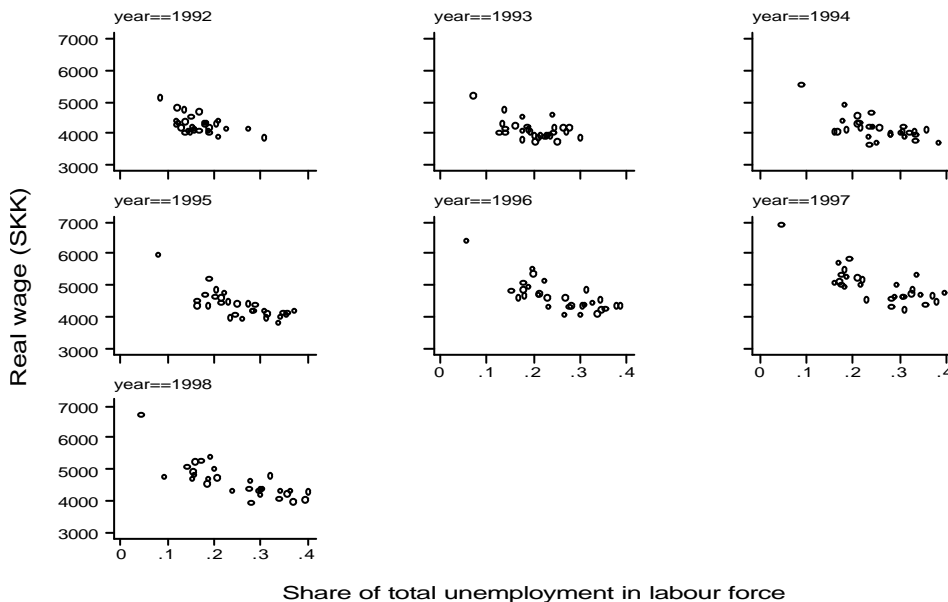 year==1992
year==1993
year==1994
7000
6000
5000
4000
3000
year==1995
year==1996
year==1997
7000
6000
5000
4000
3000
0 .1 .2 .3 .4
0 .1 .2 .3 .4
year==1998
7000
6000
5000
4000
3000
0 .1 .2 .3 .4
Real wage (SKK)
Share of total unemployment in labour force